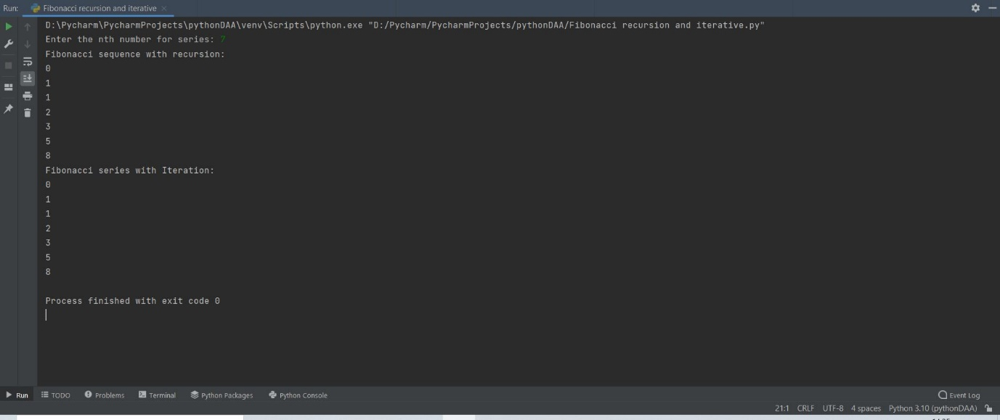 Run: Fibonacci recursion and iterative
D:\Pycharm\PycharmProjects\pythonDAA\venv\Scripts\python.exe "D:/Pycharm/PycharmProjects/pythonDAA/Fibonacci recursion and iterative.py"
Enter the nth number for series: 7
Fibonacci sequence with recursion:
0
1
1
2
3
5
8
Fibonacci series with Iteration:
0
1
1
2
3
5
8
Process finished with exit code 0
Run TODO Problems Terminal Python Packages Python Console Event Log
21:1 CRLF UTF-8 4 spaces Python 3.10 (pythonDAA)